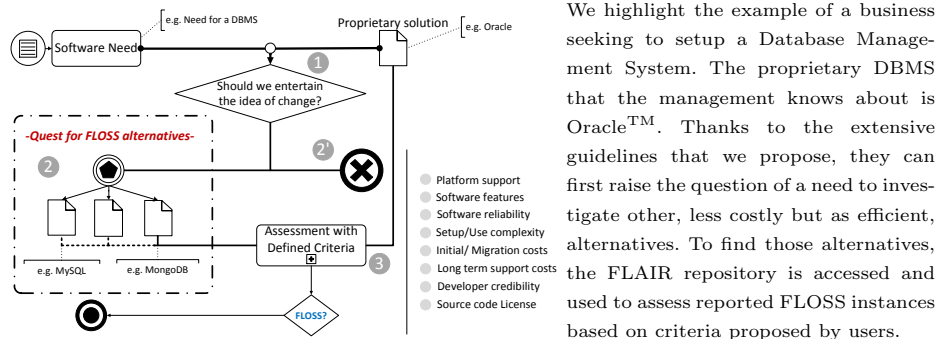 e.g. Need for a DBMS
Proprietary solution
e.g. Oracle
Software Need
1
Should we entertain
the idea of change?
-Quest for FLOSS alternatives-
2
2'
Assessment with
Defined Criteria
3
e.g. MySQL
e.g. MongoDB
FLOSS?
Platform support
Software features
Software reliability
Setup/Use complexity
Initial/ Migration costs
Long term support costs
Developer credibility
Source code License
We highlight the example of a business
seeking to setup a Database Manage-
ment System. The proprietary DBMS
that the management knows about is
Oracle™. Thanks to the extensive
guidelines that we propose, they can
first raise the question of a need to inves-
tigate other, less costly but as efficient,
alternatives. To find those alternatives,
the FLAIR repository is accessed and
used to assess reported FLOSS instances
based on criteria proposed by users.